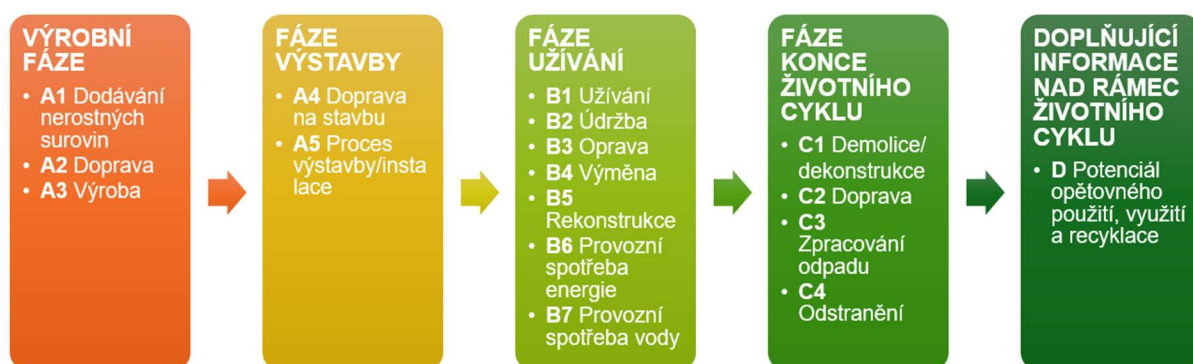 VÝROBNÍ
FÁZE
• A1 Dodávání
nerostných
surovin
• A2 Doprava
• A3 Výroba
FÁZE
VÝSTAVBY
• A4 Doprava
na stavbu
• A5 Proces
výstavby/insta
lace
FÁZE
UŽÍVÁNÍ
• B1 Užívání
• B2 Údržba
• B3 Oprava
• B4 Výměna
• B5
Rekonstrukce
• B6 Provozní
spotřeba
energie
• B7 Provozní
spotřeba vody
FÁZE
KONCE
ŽIVOTNÍHO
CYKLU
• C1 Demolice/
dekonstrukce
• C2 Doprava
• C3
Zpracování
odpadu
• C4
Odstranění
DOPLŇUJÍCÍ
INFORMACE
NAD RÁMEC
ŽIVOTNÍHO
CYKLU
• D Potenciál
opětovného
použití, využití
a recyklace